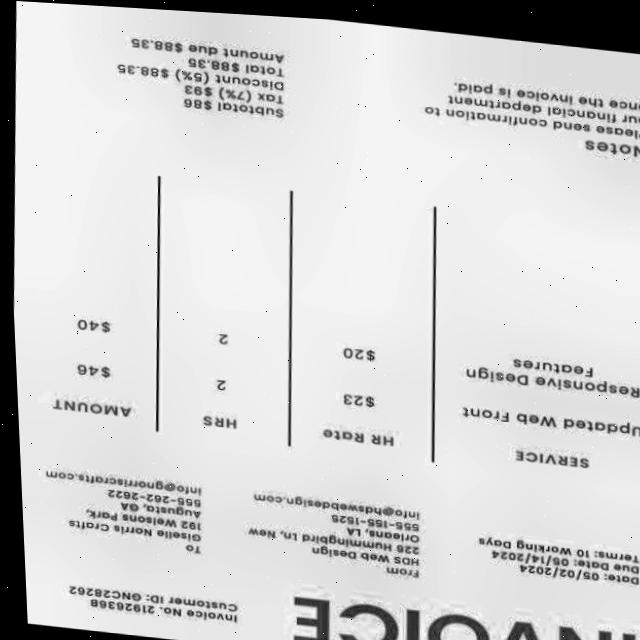 INVOICE
Invoice No. 2192636B
Customer ID: GNC28262
Date: 05/02/2024
Due Date: 05/14/2024
Terms: 10 Working Days
From
HDS Web Design
226 Hummingbird Ln, New
Orleans, LA
555-155-1525
info@hdswebdesign.com
To
Giselle Norris Crafts
192 Welsons Park,
Augusta, GA,
555-262-2622
info@gnorriscrafts.com
SERVICE HR Rate HRS AMOUNT
Updated Web Front $23 2 $46
Responsive Design
Features $20 2 $40
Notes
Please send confirmation to
our financial department
once the invoice is paid.
Subtotal $86
Tax (7%) $93
Discount (5%) $88.35
Total $88.35
Amount due $88.35